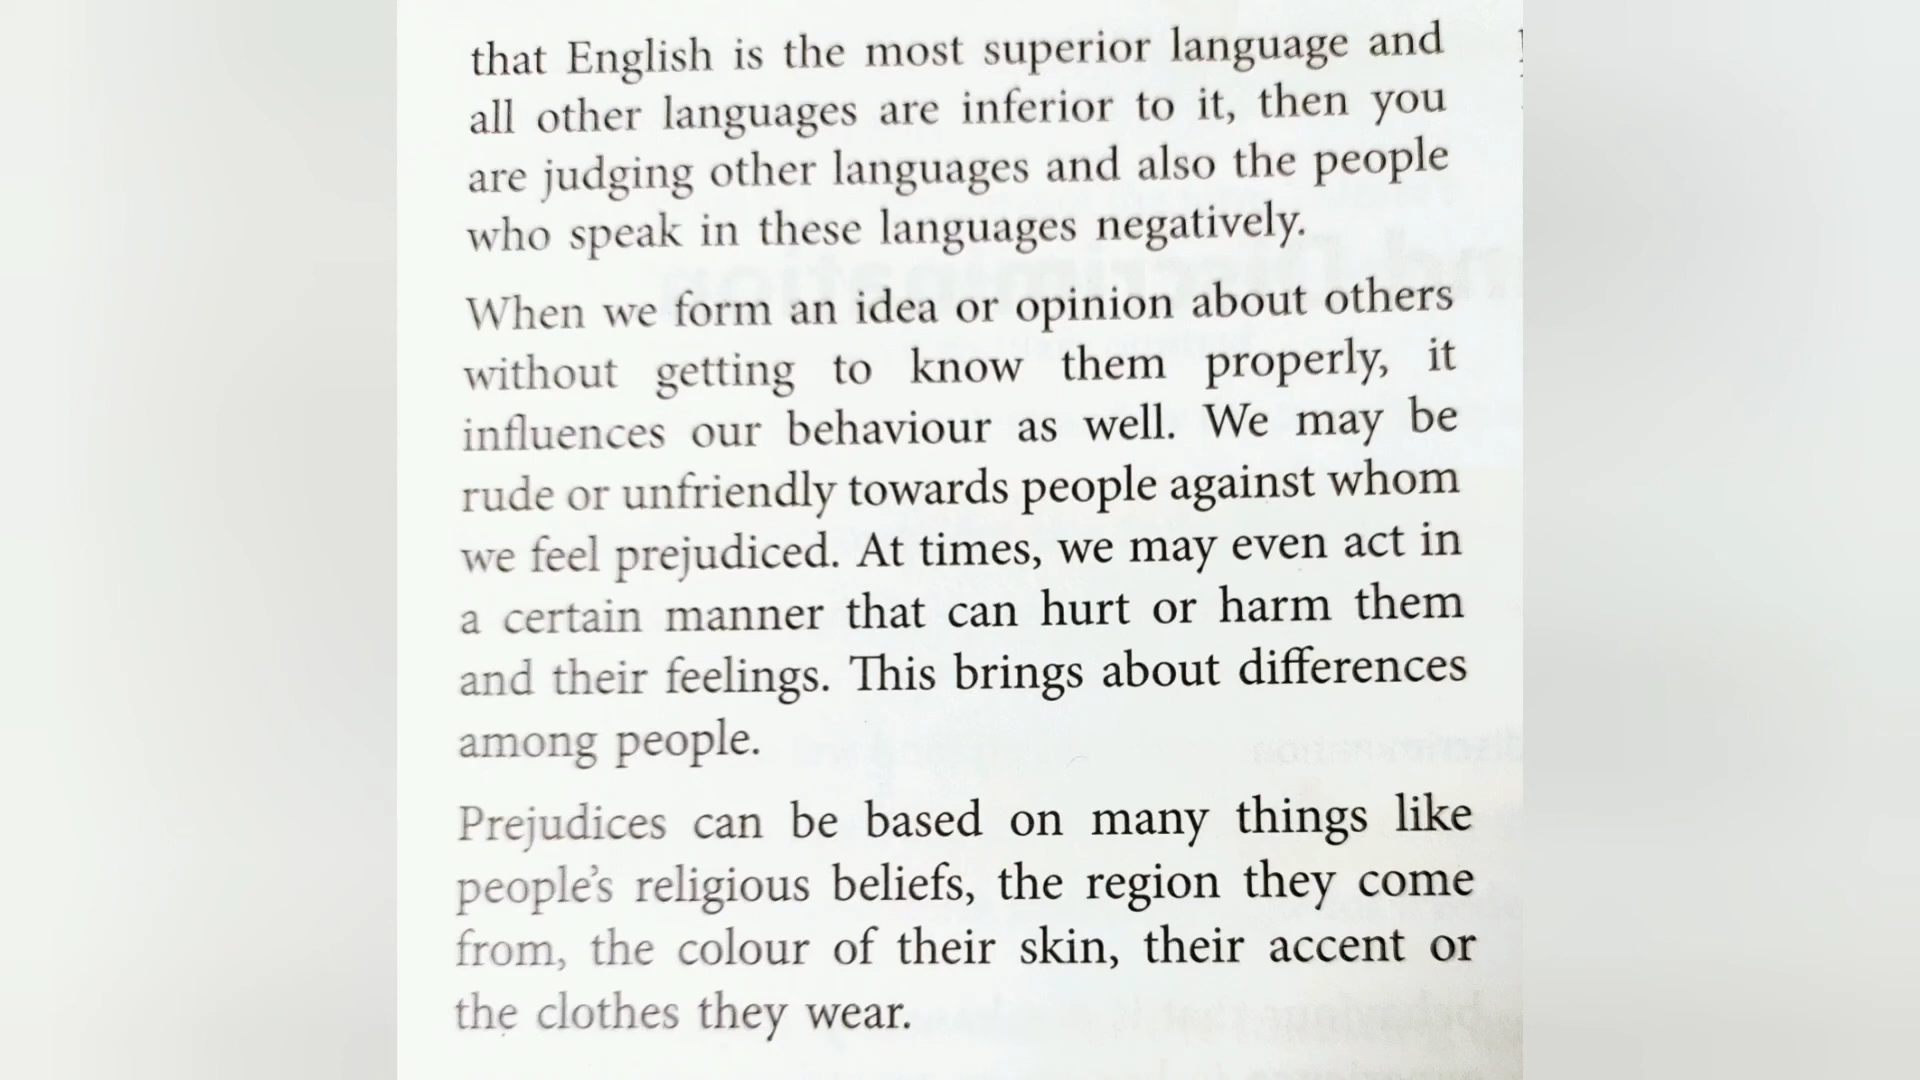 that English is the most superior language and
all other languages are inferior to it, then you
are judging other languages and also the people
who speak in these languages negatively.
When we form an idea or opinion about others
without getting to know them properly, it
influences our behaviour as well. We may be
rude or unfriendly towards people against whom
we feel prejudiced. At times, we may even act in
a certain manner that can hurt or harm them
and their feelings. This brings about differences
among people.
Prejudices can be based on many things like
people's religious beliefs, the region they come
from, the colour of their skin, their accent or
the clothes they wear.